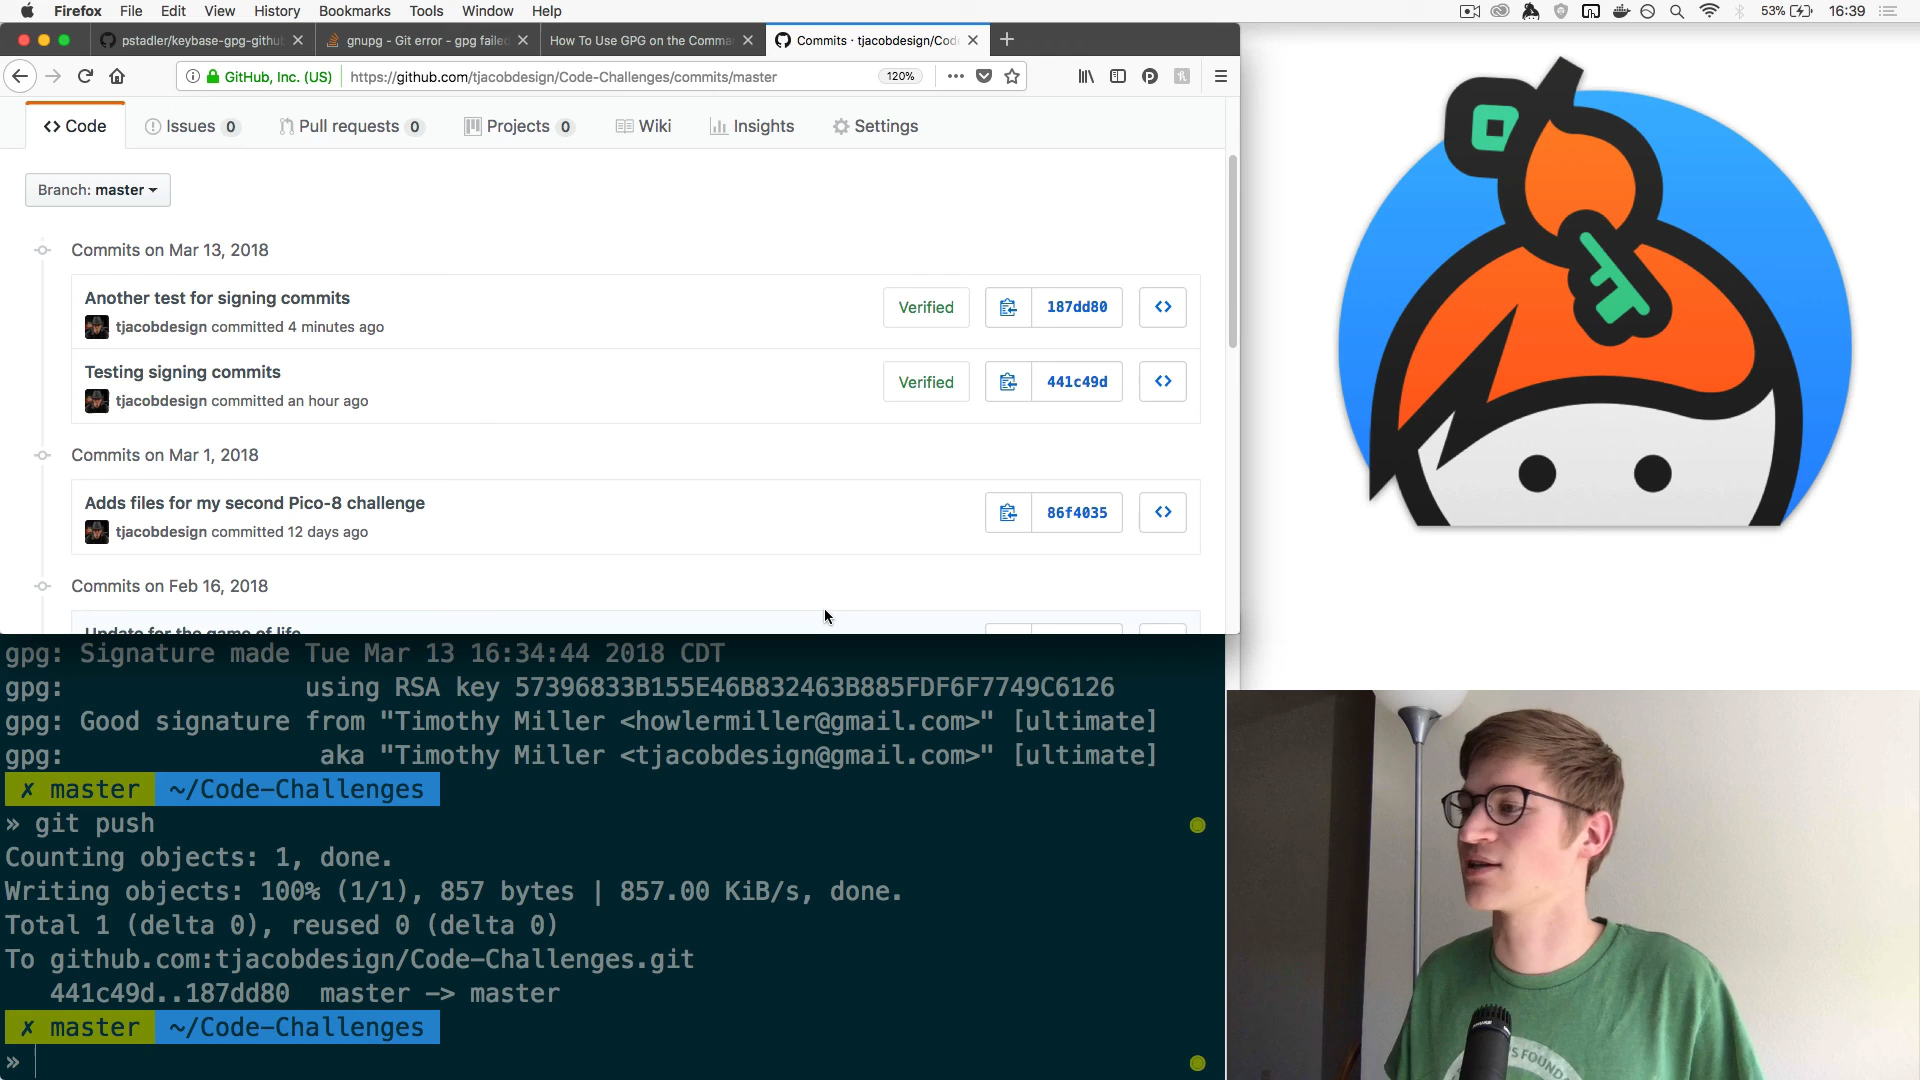 Firefox File Edit View History Bookmarks Tools Window Help
53% 16:39
pstadler/keybase-gpg-github
gnupg - Git error - gpg failed
How To Use GPG on the Comma
Commits · tjacobdesign/Code
GitHub, Inc. (US) https://github.com/tjacobdesign/Code-Challenges/commits/master 120%
Code Issues 0 Pull requests 0 Projects 0 Wiki Insights Settings
Branch: master
Commits on Mar 13, 2018
Another test for signing commits
tjacobdesign committed 4 minutes ago
Verified 187dd80
Testing signing commits
tjacobdesign committed an hour ago
Verified 441c49d
Commits on Mar 1, 2018
Adds files for my second Pico-8 challenge
tjacobdesign committed 12 days ago
86f4035
Commits on Feb 16, 2018
Update for the game of life
gpg: Signature made Tue Mar 13 16:34:44 2018 CDT
gpg: using RSA key 57396833B155E46B832463B885FDF6F7749C6126
gpg: Good signature from "Timothy Miller <howlermiller@gmail.com>" [ultimate]
gpg: aka "Timothy Miller <tjacobdesign@gmail.com>" [ultimate]
✗ master ~/Code-Challenges
» git push
Counting objects: 1, done.
Writing objects: 100% (1/1), 857 bytes | 857.00 KiB/s, done.
Total 1 (delta 0), reused 0 (delta 0)
To github.com:tjacobdesign/Code-Challenges.git
441c49d..187dd80 master -> master
✗ master ~/Code-Challenges
»